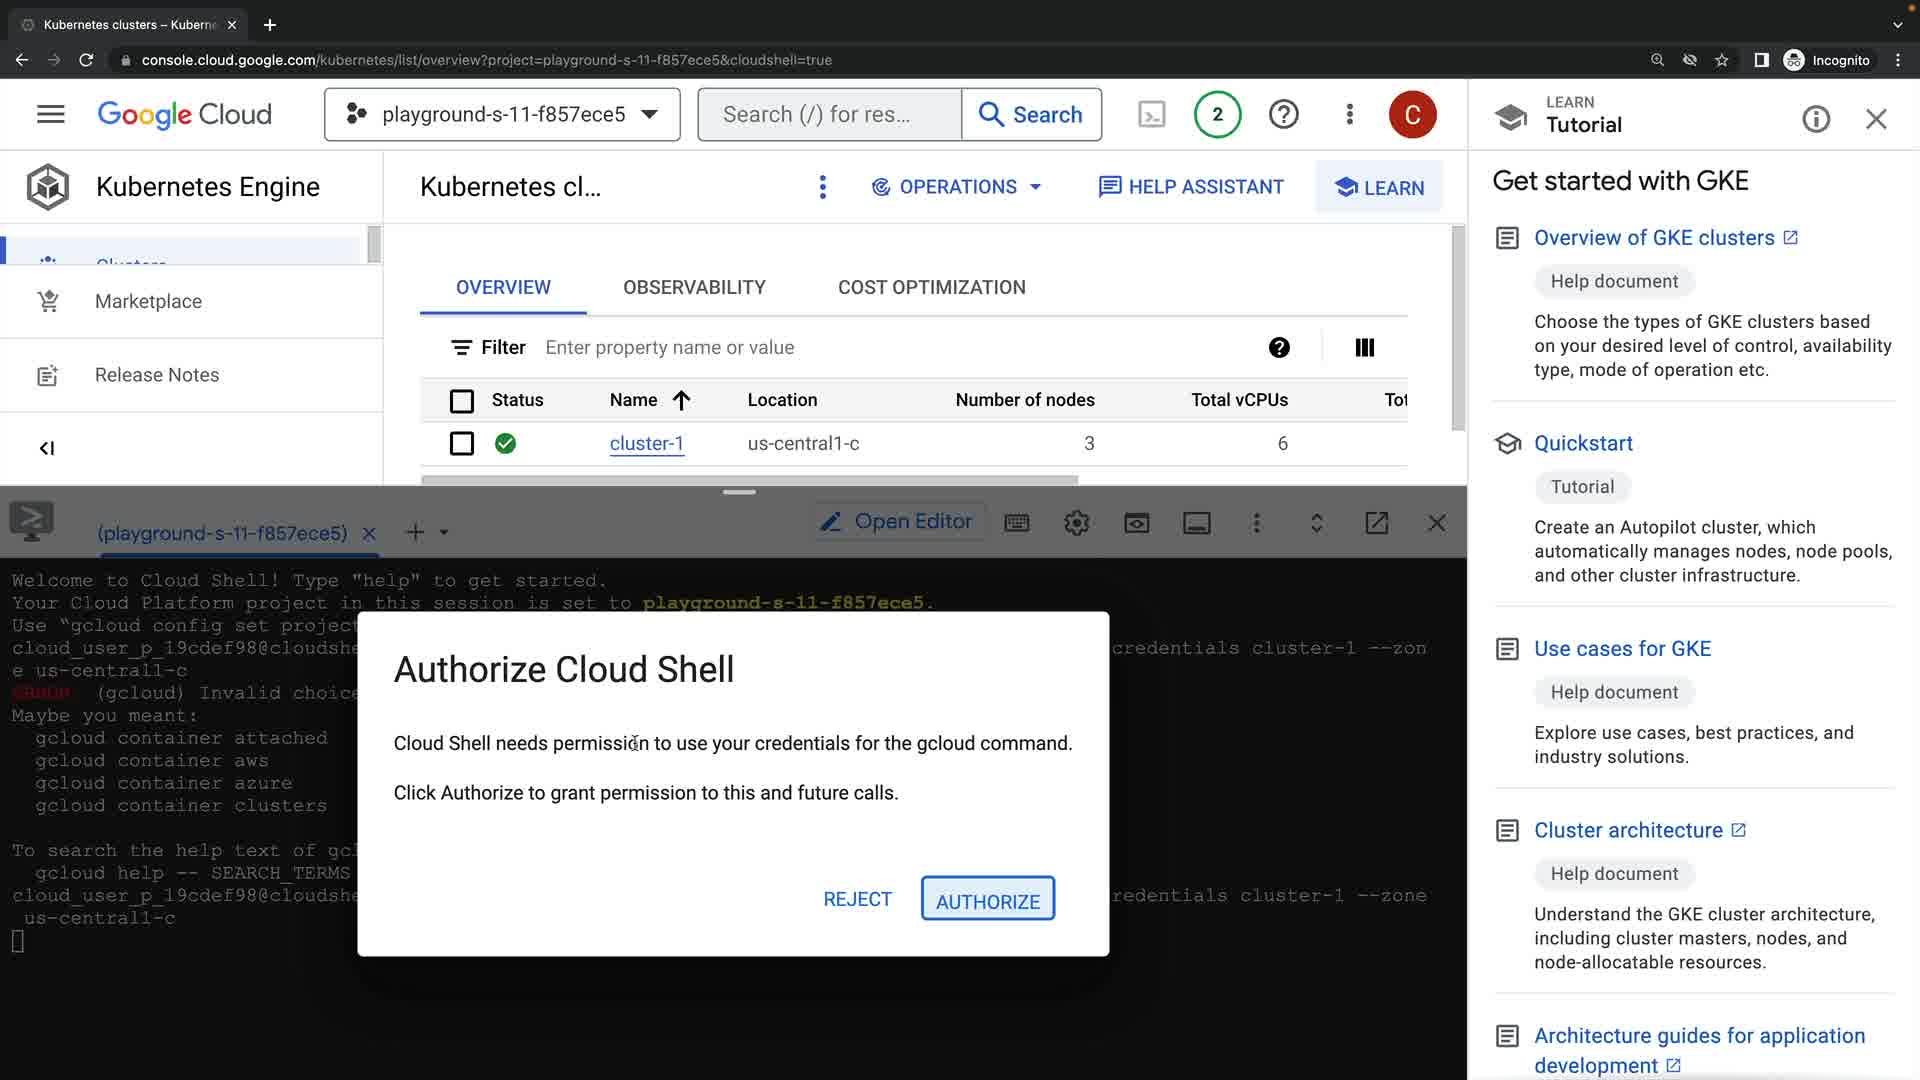 Kubernetes clusters – Kuberne
console.cloud.google.com/kubernetes/list/overview?project=playground-s-11-f857ece5&cloudshell=true
Incognito
Google Cloud
playground-s-11-f857ece5
Search (/) for res...
Search
2
C
LEARN
Tutorial
Kubernetes Engine
Clusters
Marketplace
Release Notes
Kubernetes cl...
OPERATIONS
HELP ASSISTANT
LEARN
OVERVIEW
OBSERVABILITY
COST OPTIMIZATION
Filter Enter property name or value
Status Name Location Number of nodes Total vCPUs Tot
cluster-1 us-central1-c 3 6
(playground-s-11-f857ece5)
Open Editor
Welcome to Cloud Shell! Type "help" to get started.
Your Cloud Platform project in this session is set to playground-s-11-f857ece5.
Use “gcloud config set project
cloud_user_p_19cdef98@cloudshe credentials cluster-1 --zon
e us-central1-c
ERROR: (gcloud) Invalid choice
Maybe you meant:
gcloud container attached
gcloud container aws
gcloud container azure
gcloud container clusters
To search the help text of gcl
gcloud help -- SEARCH_TERMS
cloud_user_p_19cdef98@cloudshe redentials cluster-1 --zone
us-central1-c
Authorize Cloud Shell
Cloud Shell needs permission to use your credentials for the gcloud command.
Click Authorize to grant permission to this and future calls.
REJECT
AUTHORIZE
Get started with GKE
Overview of GKE clusters
Help document
Choose the types of GKE clusters based
on your desired level of control, availability
type, mode of operation etc.
Quickstart
Tutorial
Create an Autopilot cluster, which
automatically manages nodes, node pools,
and other cluster infrastructure.
Use cases for GKE
Help document
Explore use cases, best practices, and
industry solutions.
Cluster architecture
Help document
Understand the GKE cluster architecture,
including cluster masters, nodes, and
node-allocatable resources.
Architecture guides for application
development